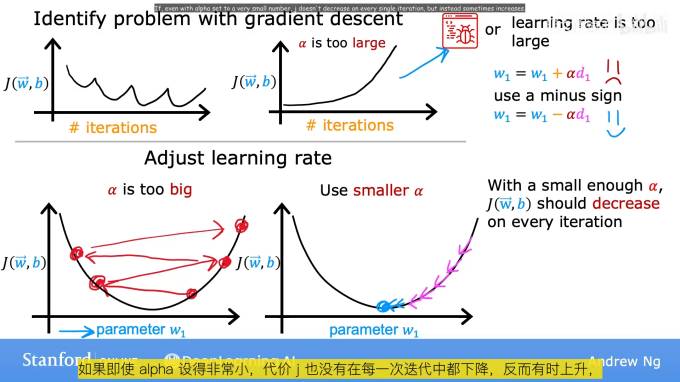 If, even with alpha set to a very small number, j doesn't decrease on every single iteration, but instead sometimes increases,
Identify problem with gradient descent
α is too large
or
learning rate is too
large
J(w⃗,b)
J(w⃗,b)
w₁ = w₁ + αd₁
use a minus sign
w₁ = w₁ − αd₁
# iterations
# iterations
Adjust learning rate
α is too big
Use smaller α
With a small enough α,
J(w⃗,b) should decrease
on every iteration
J(w⃗,b)
J(w⃗,b)
parameter w₁
parameter w₁
Stanford
DeepLearning.AI
Andrew Ng
如果即使 alpha 设得非常小，代价 j 也没有在每一次迭代中都下降，反而有时上升，